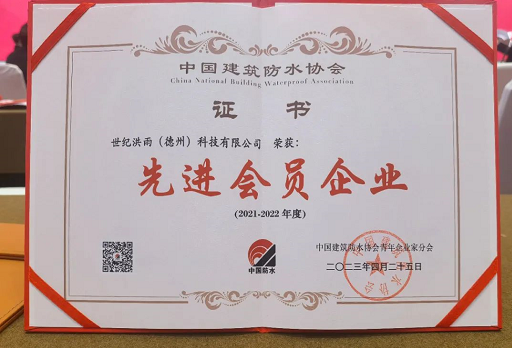 中国建筑防水协会
China National Building Waterproof Association
证书
世纪洪雨（德州）科技有限公司 荣获：
先进会员企业
(2021-2022 年度)
中国建筑防水协会青年企业家分会
二〇二三年四月二十五日
中国防水